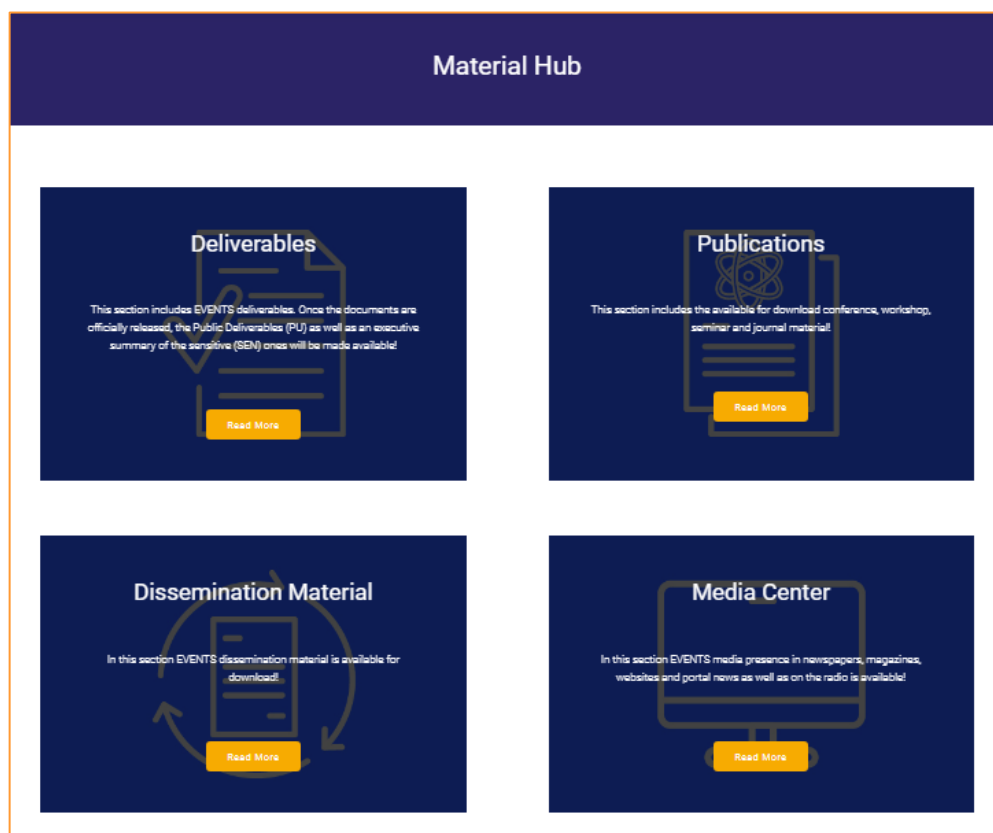 Material Hub
Deliverables
This section includes EVENTS deliverables. Once the documents are
officially released, the Public Deliverables (PU) as well as an executive
summary of the sensitive (SEN) ones will be made available!
Read More
Publications
This section includes the available for download conference, workshop,
seminar and journal material!
Read More
Dissemination Material
In this section EVENTS dissemination material is available for
download!
Read More
Media Center
In this section EVENTS media presence in newspapers, magazines,
websites and portal news as well as on the radio is available!
Read More